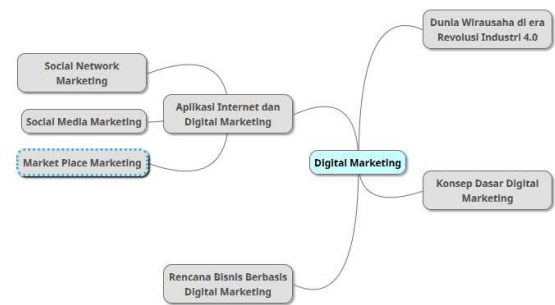 Dunia Wirausaha di era
Revolusi Industri 4.0
Social Network
Marketing
Aplikasi Internet dan
Digital Marketing
Social Media Marketing
Market Place Marketing
Digital Marketing
Konsep Dasar Digital
Marketing
Rencana Bisnis Berbasis
Digital Marketing